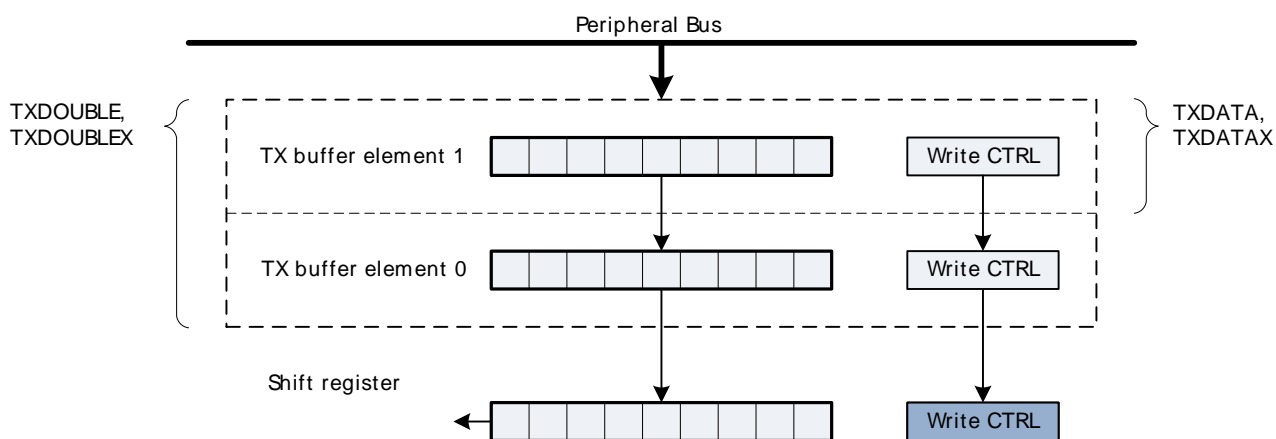 Peripheral Bus
TXDOUBLE,
TXDOUBLEX
TXDATA,
TXDATAX
TX buffer element 1
Write CTRL
TX buffer element 0
Write CTRL
Shift register
Write CTRL